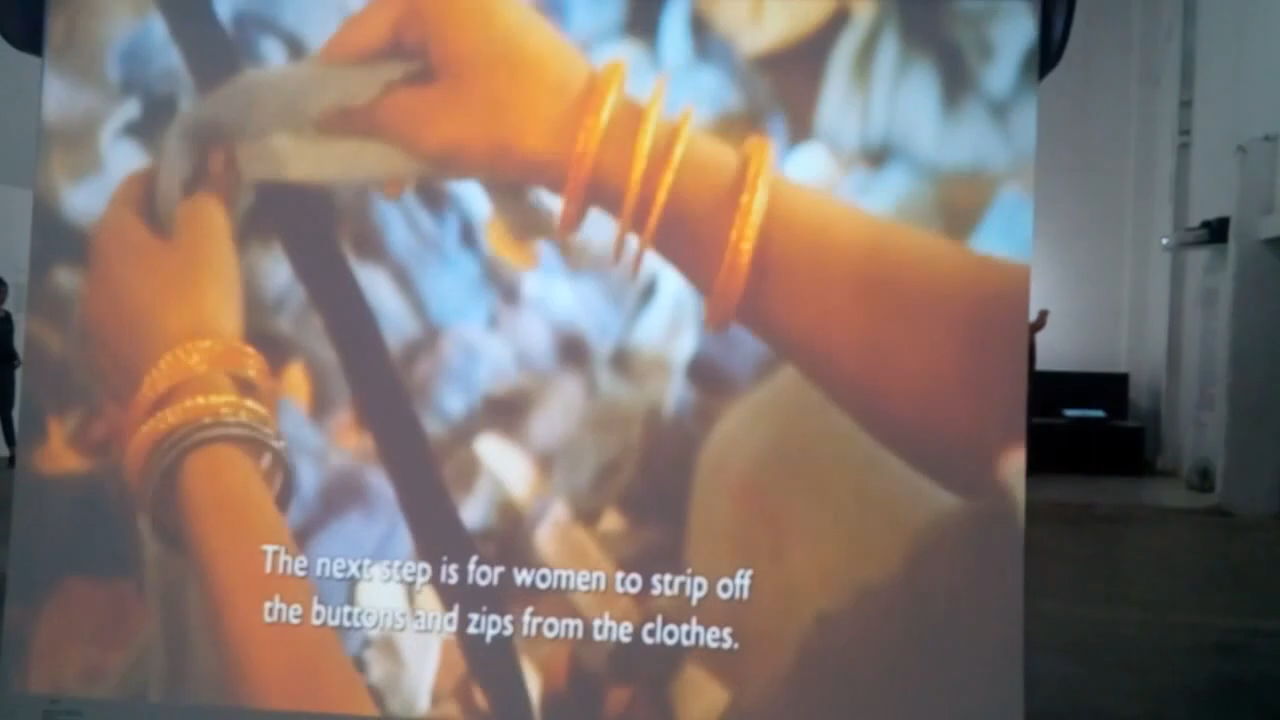 The next step is for women to strip off
the buttons and zips from the clothes.